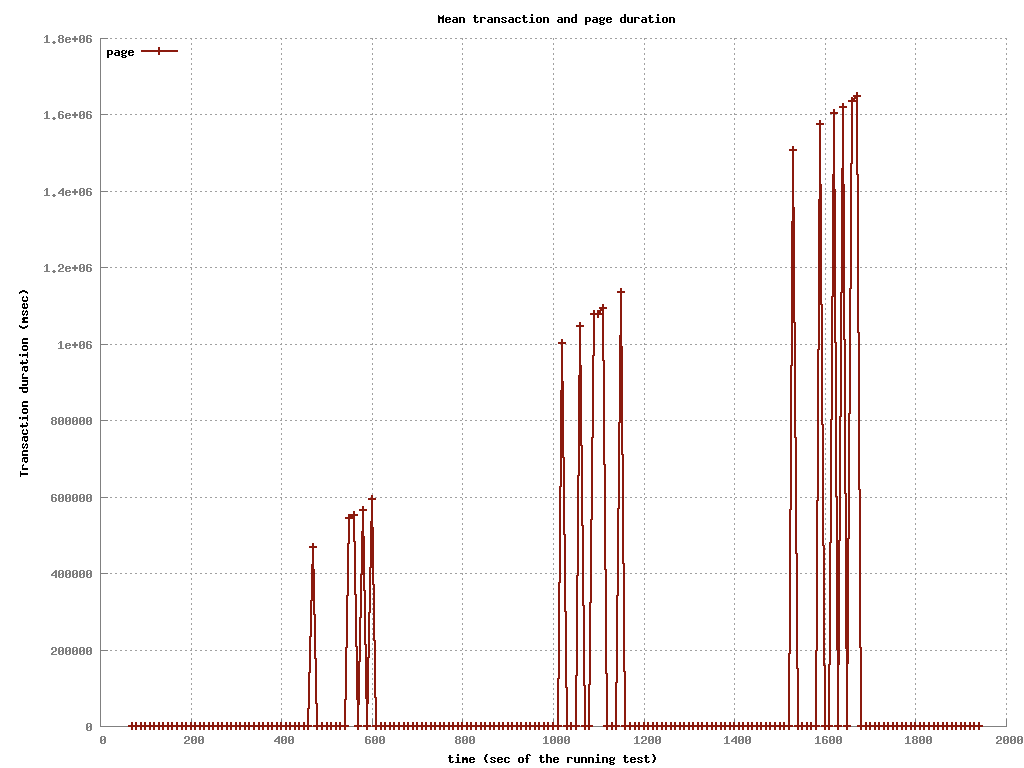 Mean transaction and page duration
1.8e+06
page
1.6e+06
1.4e+06
1.2e+06
1e+06
800000
600000
400000
200000
0
Transaction duration (msec)
0 200 400 600 800 1000 1200 1400 1600 1800 2000
time (sec of the running test)